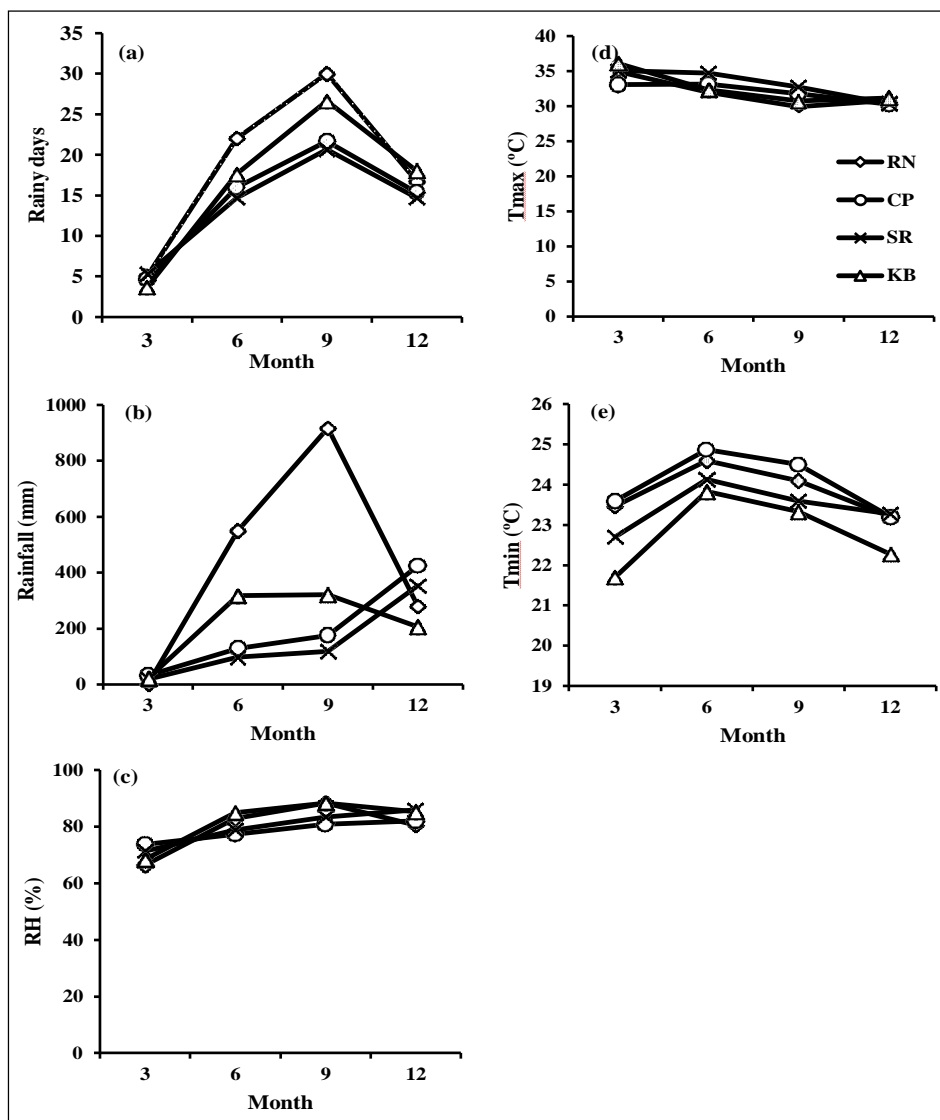 (a)
Rainy days
35
30
25
20
15
10
5
0
3 6 9 12
Month
(d)
Tmax (ºC)
40
35
30
25
20
15
10
5
0
3 6 9 12
Month
RN
CP
SR
KB
(b)
Rainfall (mm)
1000
800
600
400
200
0
3 6 9 12
Month
(e)
Tmin (ºC)
26
25
24
23
22
21
19
3 6 9 12
Month
(c)
RH (%)
100
80
60
40
20
0
3 6 9 12
Month